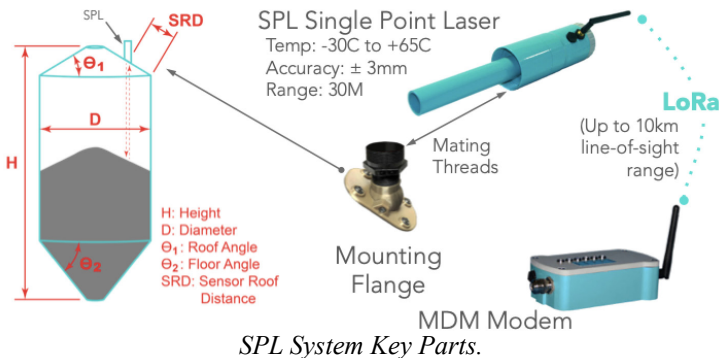 SPL
SRD
Θ1
D
H
Θ2
H: Height
D: Diameter
Θ1: Roof Angle
Θ2: Floor Angle
SRD: Sensor Roof
Distance
SPL Single Point Laser
Temp: -30C to +65C
Accuracy: ± 3mm
Range: 30M
Mating
Threads
LoRa
(Up to 10km
line-of-sight
range)
Mounting
Flange
MDM Modem
SPL System Key Parts.